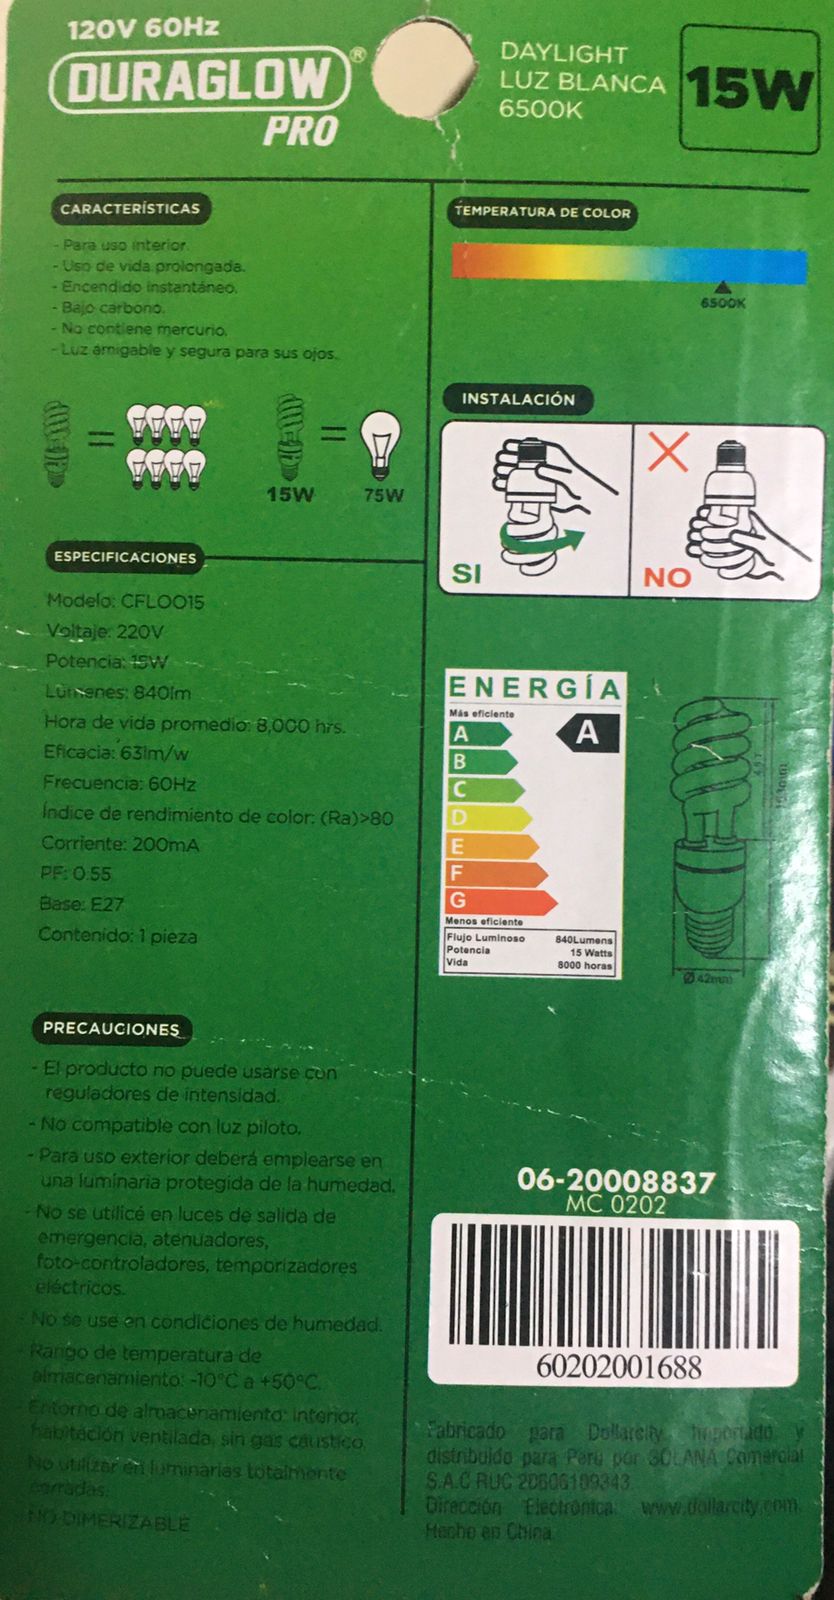 120V 60Hz
DURAGLOW®
PRO
DAYLIGHT
LUZ BLANCA
6500K
15W
CARACTERÍSTICAS
- Para uso interior.
- Uso de vida prolongada.
- Encendido instantáneo.
- Bajo carbono.
- No contiene mercurio.
- Luz amigable y segura para sus ojos.
= =
15W 75W
ESPECIFICACIONES
Modelo: CFL0015
Voltaje: 220V
Potencia: 15W
Lúmenes: 840lm
Hora de vida promedio: 8,000 hrs.
Eficacia: 63lm/w
Frecuencia: 60Hz
Índice de rendimiento de color: (Ra)>80
Corriente: 200mA
PF: 0.55
Base: E27
Contenido: 1 pieza
PRECAUCIONES
- El producto no puede usarse con
reguladores de intensidad.
- No compatible con luz piloto.
- Para uso exterior deberá emplearse en
una luminaria protegida de la humedad.
- No se utilicé en luces de salida de
emergencia, atenuadores,
foto-controladores, temporizadores
eléctricos.
- No se use en condiciones de humedad.
- Rango de temperatura de
almacenamiento: -10°C a +50°C.
- Entorno de almacenamiento: interior,
habitación ventilada, sin gas caustico.
- No utilizar en luminarias totalmente
cerradas.
- NO DIMERIZABLE
TEMPERATURA DE COLOR
6500K
INSTALACIÓN
SI
NO
ENERGÍA
Más eficiente
A A
B
C
D
E
F
G
Menos eficiente
Flujo Luminoso 840Lumens
Potencia 15 Watts
Vida 8000 horas
Ø 42mm
06-20008837
MC 0202
60202001688
Fabricado para Dollarcity. Importado y
distribuido para Perú por SOLANA Comercial
S.A.C RUC 20606109343
Dirección Electrónica: www.dollarcity.com.
Hecho en China.